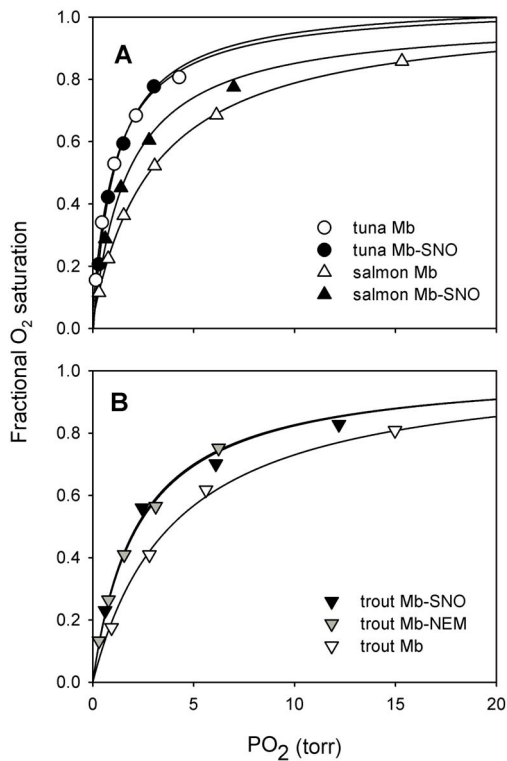 A
1.0
0.8
0.6
0.4
0.2
0.0
tuna Mb
tuna Mb-SNO
salmon Mb
salmon Mb-SNO
Fractional O2 saturation
B
1.0
0.8
0.6
0.4
0.2
0.0
trout Mb-SNO
trout Mb-NEM
trout Mb
0 5 10 15 20
PO2 (torr)